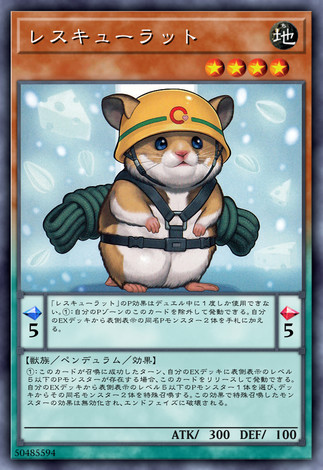 レスキューラット
地
C
「レスキューラット」のP効果はデュエル中に1度しか使用できな
い。①:自分のPゾーンのこのカードを除外して発動できる。自分
のEXデッキから表側表示の同名Pモンスター2体を手札に加え
る。
5
5
【獣族/ペンデュラム/効果】
①:このカードが召喚に成功したターン、自分のEXデッキに表側表示のレベル
5以下のPモンスターが存在する場合、このカードをリリースして発動できる。
自分のEXデッキから表側表示のレベル5以下のPモンスター1体を選び、デッ
キからその同名モンスター2体を特殊召喚する。この効果で特殊召喚したモン
スターの効果は無効化され、エンドフェイズに破壊される。
ATK/ 300 DEF/ 100
50485594